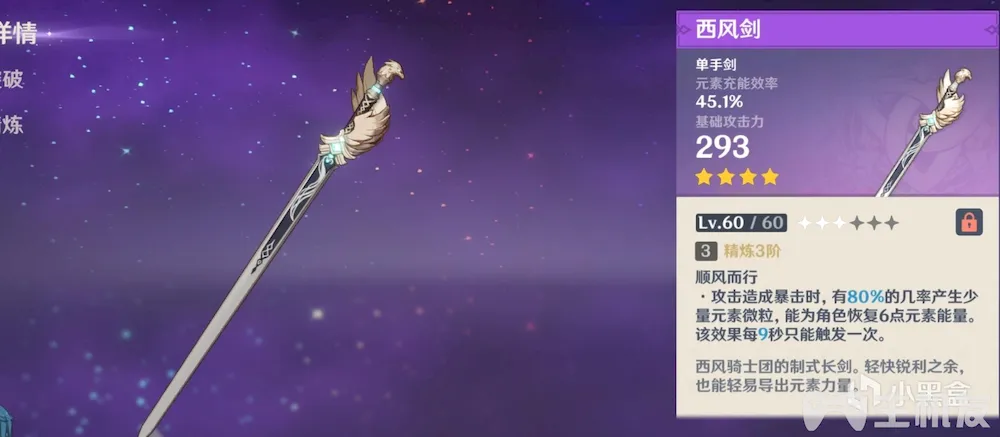 详情
破
炼
西风剑
单手剑
元素充能效率
45.1%
基础攻击力
293
Lv.60 / 60
3 精炼3阶
顺风而行
·攻击造成暴击时，有80%的几率产生少
量元素微粒，能为角色恢复6点元素能量。
该效果每9秒只能触发一次。
西风骑士团的制式长剑。轻快锐利之余，
也能轻易导出元素力量。
小黑盒